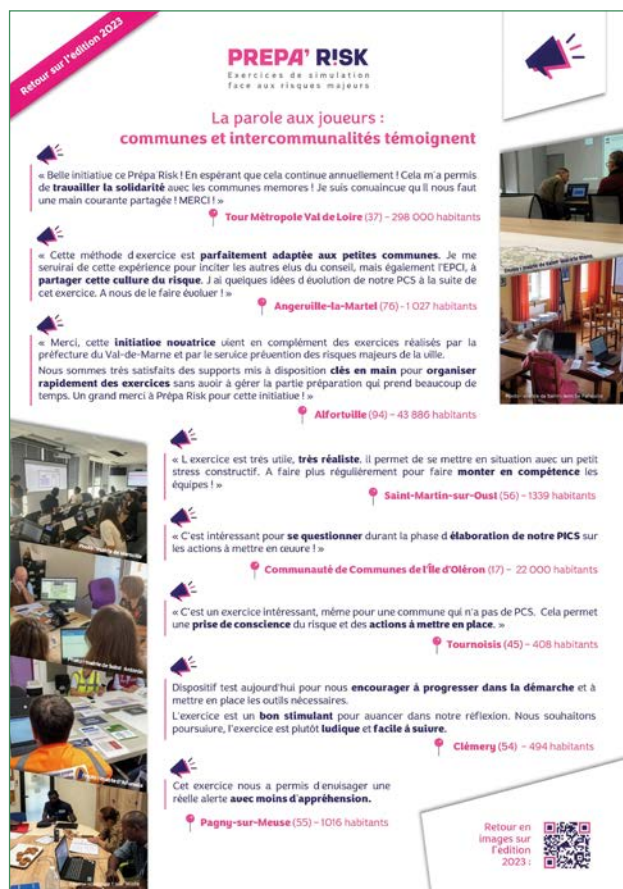 Retour sur l'édition 2023
PREPA' R!SK
Exercices de simulation
face aux risques majeurs
La parole aux joueurs :
communes et intercommunalités témoignent
« Belle initiative ce Prépa Risk ! En espérant que cela continue annuellement ! Cela m'a permis
de travailler la solidarité avec les communes memores ! Je suis convaincue qu'il nous faut
une main courante partagée ! MERCI ! »
Tour Métropole Val de Loire (37) – 298 000 habitants
« Cette méthode d'exercice est parfaitement adaptée aux petites communes. Je me
servirai de cette expérience pour inciter les autres élus du conseil, mais également l'EPCI, à
partager cette culture du risque. J'ai quelques idées d'évolution de notre PCS à la suite de
cet exercice. A nous de le faire évoluer ! »
Angerville-la-Martel (76) - 1 027 habitants
« Merci, cette initiative novatrice vient en complément des exercices réalisés par la
préfecture du Val-de-Marne et par le service prévention des risques majeurs de la ville.
Nous sommes très satisfaits des supports mis à disposition clés en main pour organiser
rapidement des exercices sans avoir à gérer la partie préparation qui prend beaucoup de
temps. Un grand merci à Prépa Risk pour cette initiative ! »
Alfortville (94) – 43 886 habitants
« L'exercice est très utile, très réaliste. il permet de se mettre en situation avec un petit
stress constructif. A faire plus régulièrement pour faire monter en compétence les
équipes ! »
Saint-Martin-sur-Oust (56) – 1339 habitants
« C'est intéressant pour se questionner durant la phase d'élaboration de notre PICS sur
les actions à mettre en œuvre ! »
Communauté de Communes de l'Île d'Oléron (17) – 22 000 habitants
« C'est un exercice intéressant, même pour une commune qui n'a pas de PCS. Cela permet
une prise de conscience du risque et des actions à mettre en place. »
Tournoisis (45) – 408 habitants
Dispositif test aujourd'hui pour nous encourager à progresser dans la démarche et à
mettre en place les outils nécessaires.
L'exercice est un bon stimulant pour avancer dans notre réflexion. Nous souhaitons
poursuivre, l'exercice est plutôt ludique et facile à suivre.
Clémery (54) – 494 habitants
Cet exercice nous a permis d'envisager une
réelle alerte avec moins d'appréhension.
Pagny-sur-Meuse (55) – 1016 habitants
Retour en
images sur
l'édition
2023 :